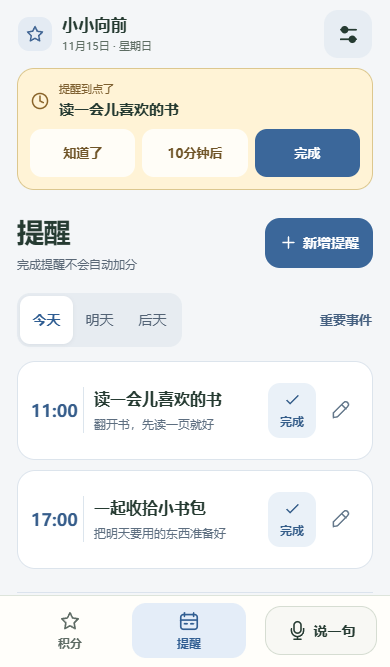 小小向前
11月15日 · 星期日
提醒到点了
读一会儿喜欢的书
知道了
10分钟后
完成
提醒
完成提醒不会自动加分
新增提醒
今天
明天
后天
重要事件
11:00
读一会儿喜欢的书
翻开书，先读一页就好
完成
17:00
一起收拾小书包
把明天要用的东西准备好
完成
积分
提醒
说一句